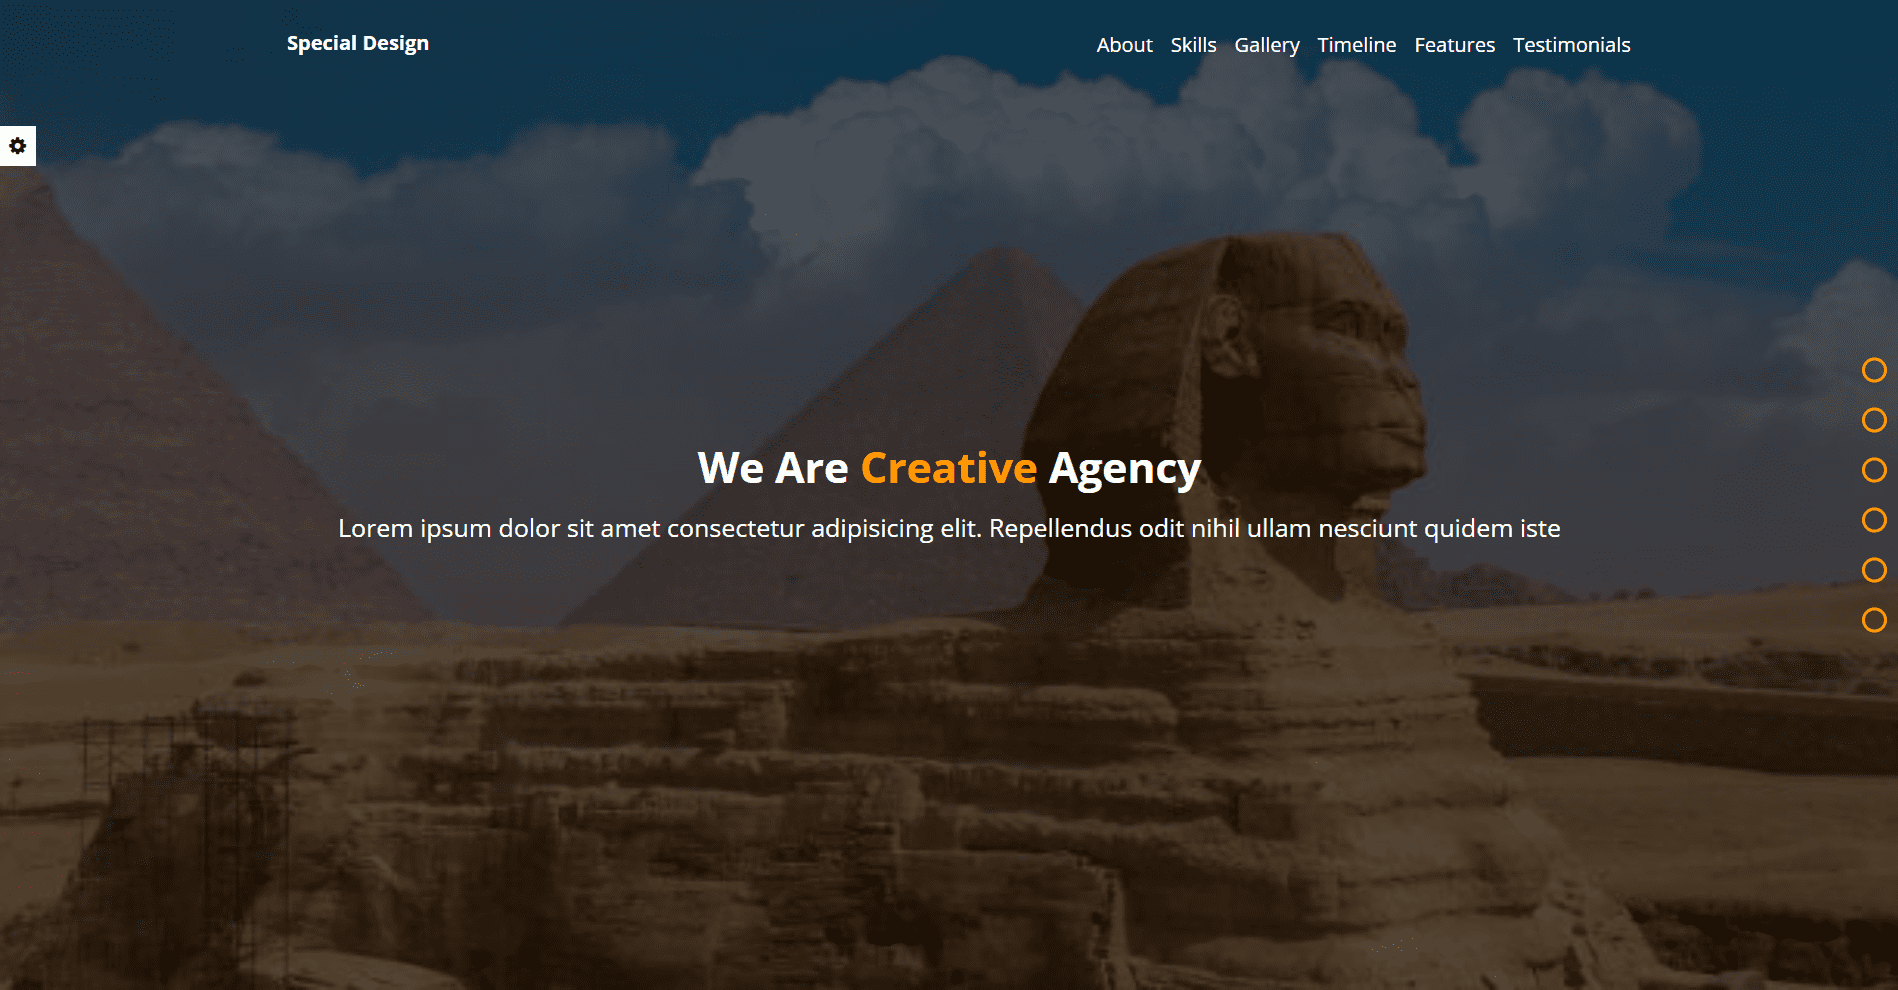 Special Design
About Skills Gallery Timeline Features Testimonials
We Are Creative Agency
Lorem ipsum dolor sit amet consectetur adipisicing elit. Repellendus odit nihil ullam nesciunt quidem iste